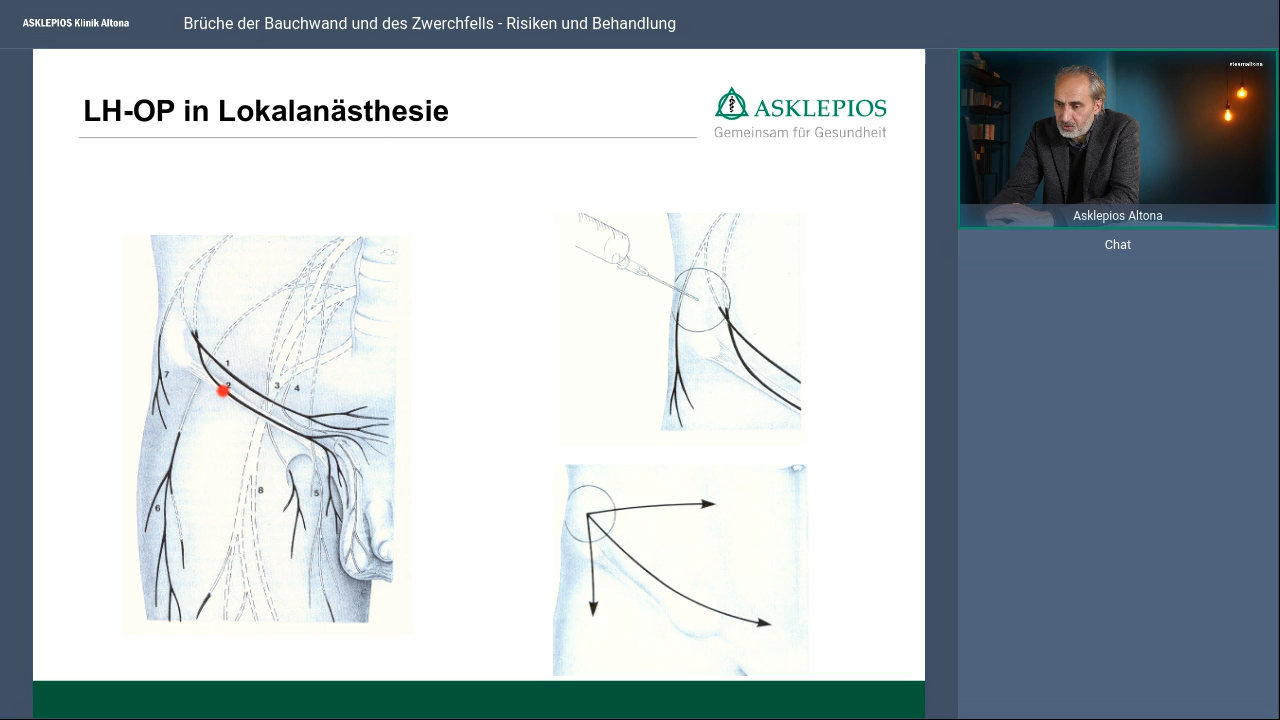 ASKLEPIOS Klinik Altona
Brüche der Bauchwand und des Zwerchfells - Risiken und Behandlung
LH-OP in Lokalanästhesie
ASKLEPIOS
Gemeinsam für Gesundheit
#teamaltona
Asklepios Altona
Chat
1
2
3
4
7
8
5
6